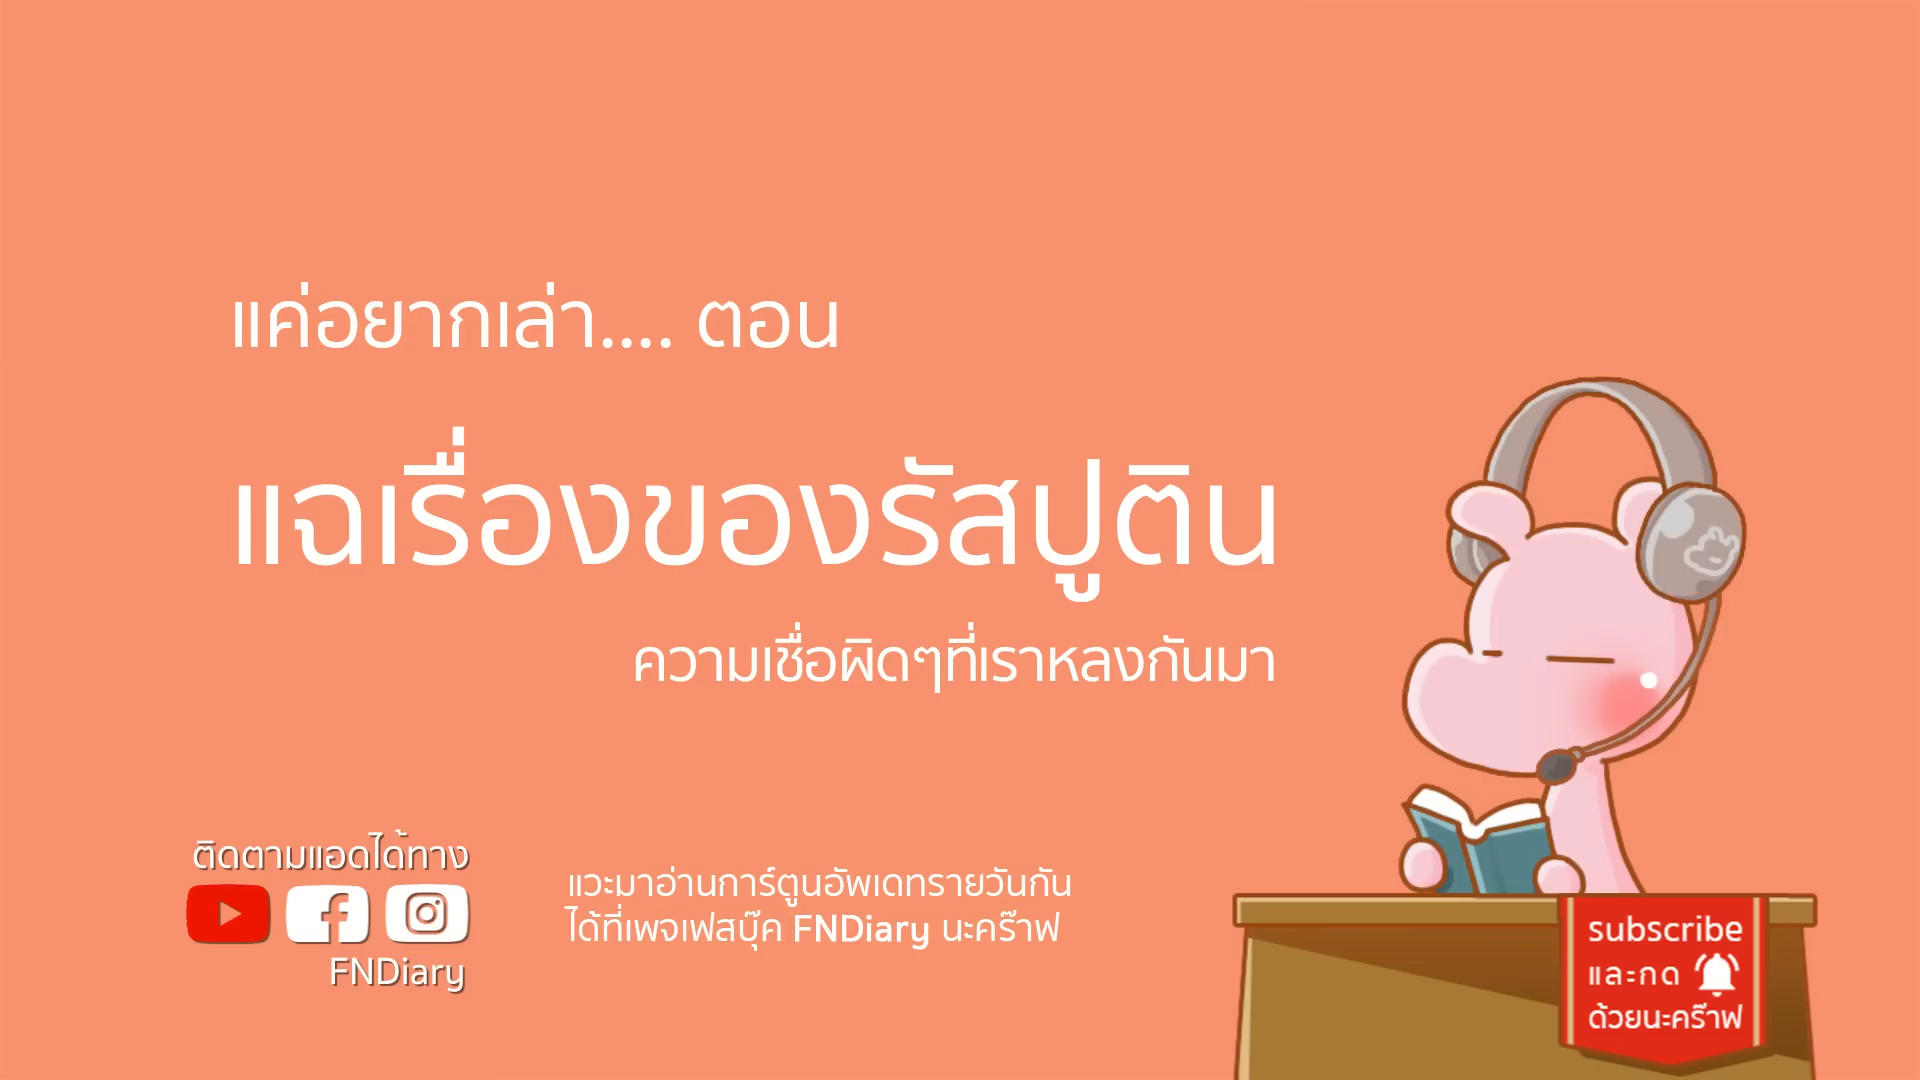 แค่อยากเล่า.... ตอน
แฉเรื่องของรัสปูติน
ความเชื่อผิดๆที่เราหลงกันมา
ติดตามแอดได้ทาง
FNDiary
แวะมาอ่านการ์ตูนอัพเดทรายวันกัน
ได้ที่เพจเฟสบุ๊ค FNDiary นะคร๊าฟ
subscribe
และกด
ด้วยนะคร๊าฟ